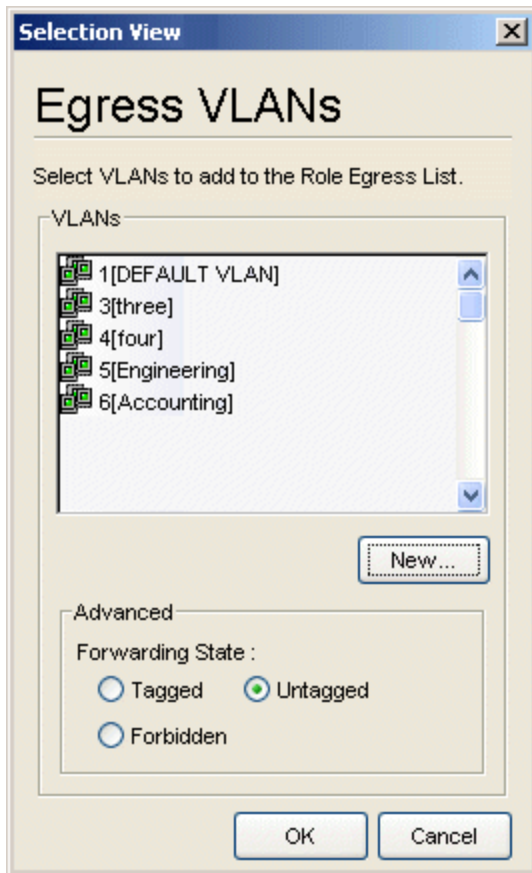 Selection View
Egress VLANs
Select VLANs to add to the Role Egress List.
VLANs
1[DEFAULT VLAN]
3[three]
4[four]
5[Engineering]
6[Accounting]
New...
Advanced
Forwarding State :
Tagged Untagged
Forbidden
OK Cancel